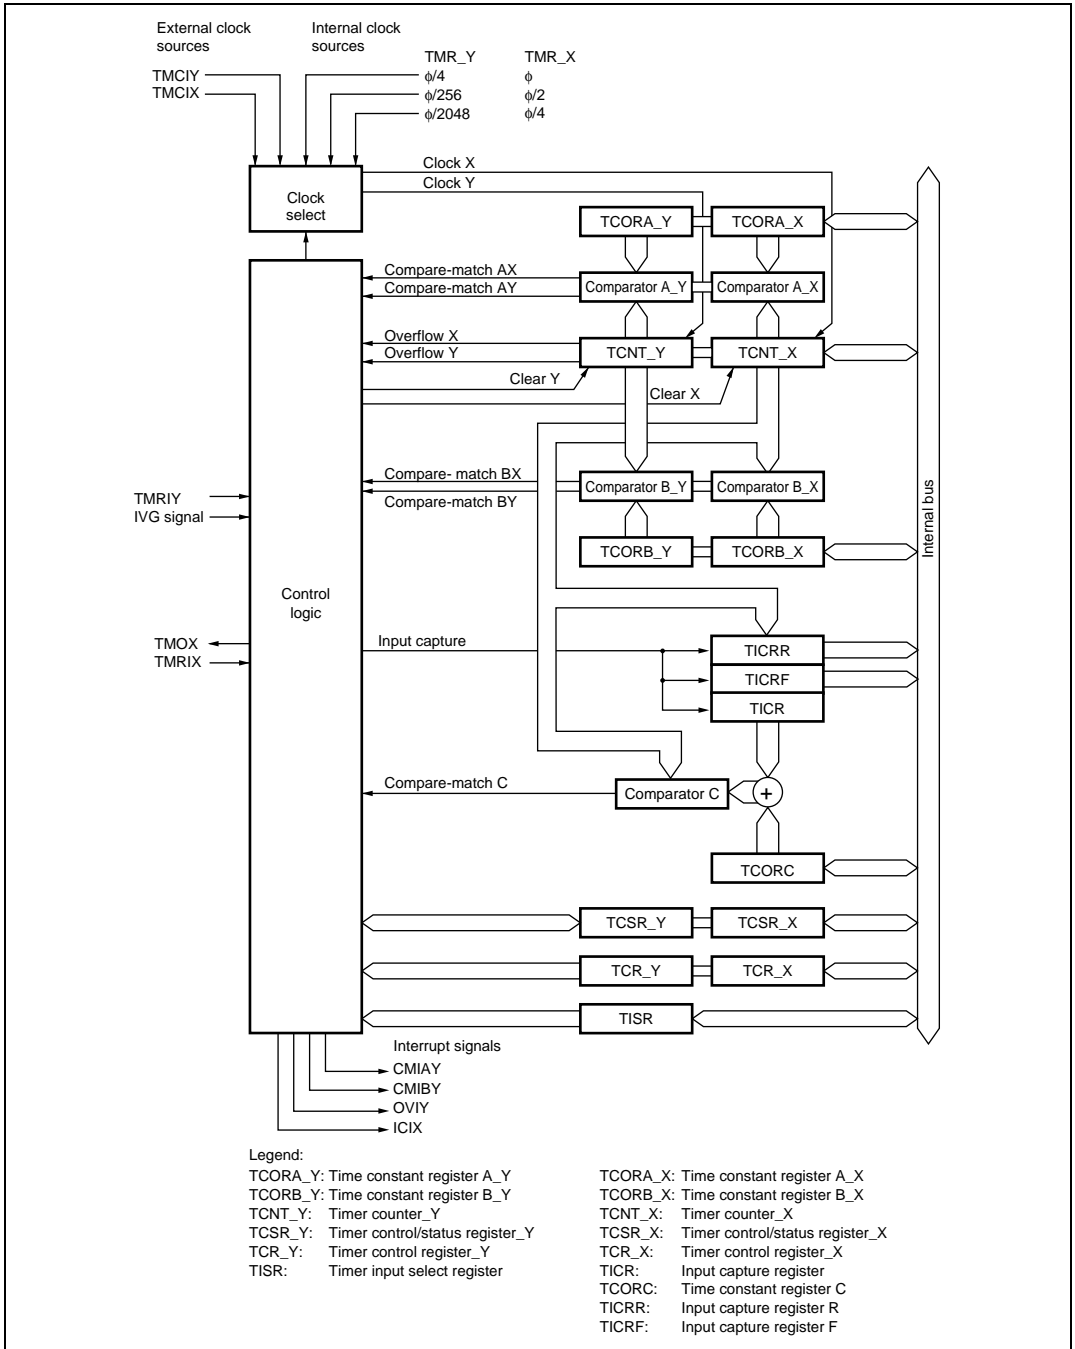 External clock sources
Internal clock sources
TMR_Y TMR_X
TMCIY ϕ/4 ϕ
TMCIX ϕ/256 ϕ/2
ϕ/2048 ϕ/4
Clock X
Clock Y
Clock select
TCORA_Y TCORA_X
Compare-match AX
Compare-match AY
Comparator A_Y Comparator A_X
Overflow X
Overflow Y
TCNT_Y TCNT_X
Clear Y
Clear X
Compare- match BX
Compare-match BY
Comparator B_Y Comparator B_X
TMRIY
IVG signal
Internal bus
TCORB_Y TCORB_X
Control logic
TMOX
TMRIX
Input capture
TICRR
TICRF
TICR
Compare-match C
Comparator C
+
TCORC
TCSR_Y TCSR_X
TCR_Y TCR_X
TISR
Interrupt signals
CMIAY
CMIBY
OVIY
ICIX
Legend:
TCORA_Y: Time constant register A_Y
TCORB_Y: Time constant register B_Y
TCNT_Y: Timer counter_Y
TCSR_Y: Timer control/status register_Y
TCR_Y: Timer control register_Y
TISR: Timer input select register
TCORA_X: Time constant register A_X
TCORB_X: Time constant register B_X
TCNT_X: Timer counter_X
TCSR_X: Timer control/status register_X
TCR_X: Timer control register_X
TICR: Input capture register
TCORC: Time constant register C
TICRR: Input capture register R
TICRF: Input capture register F